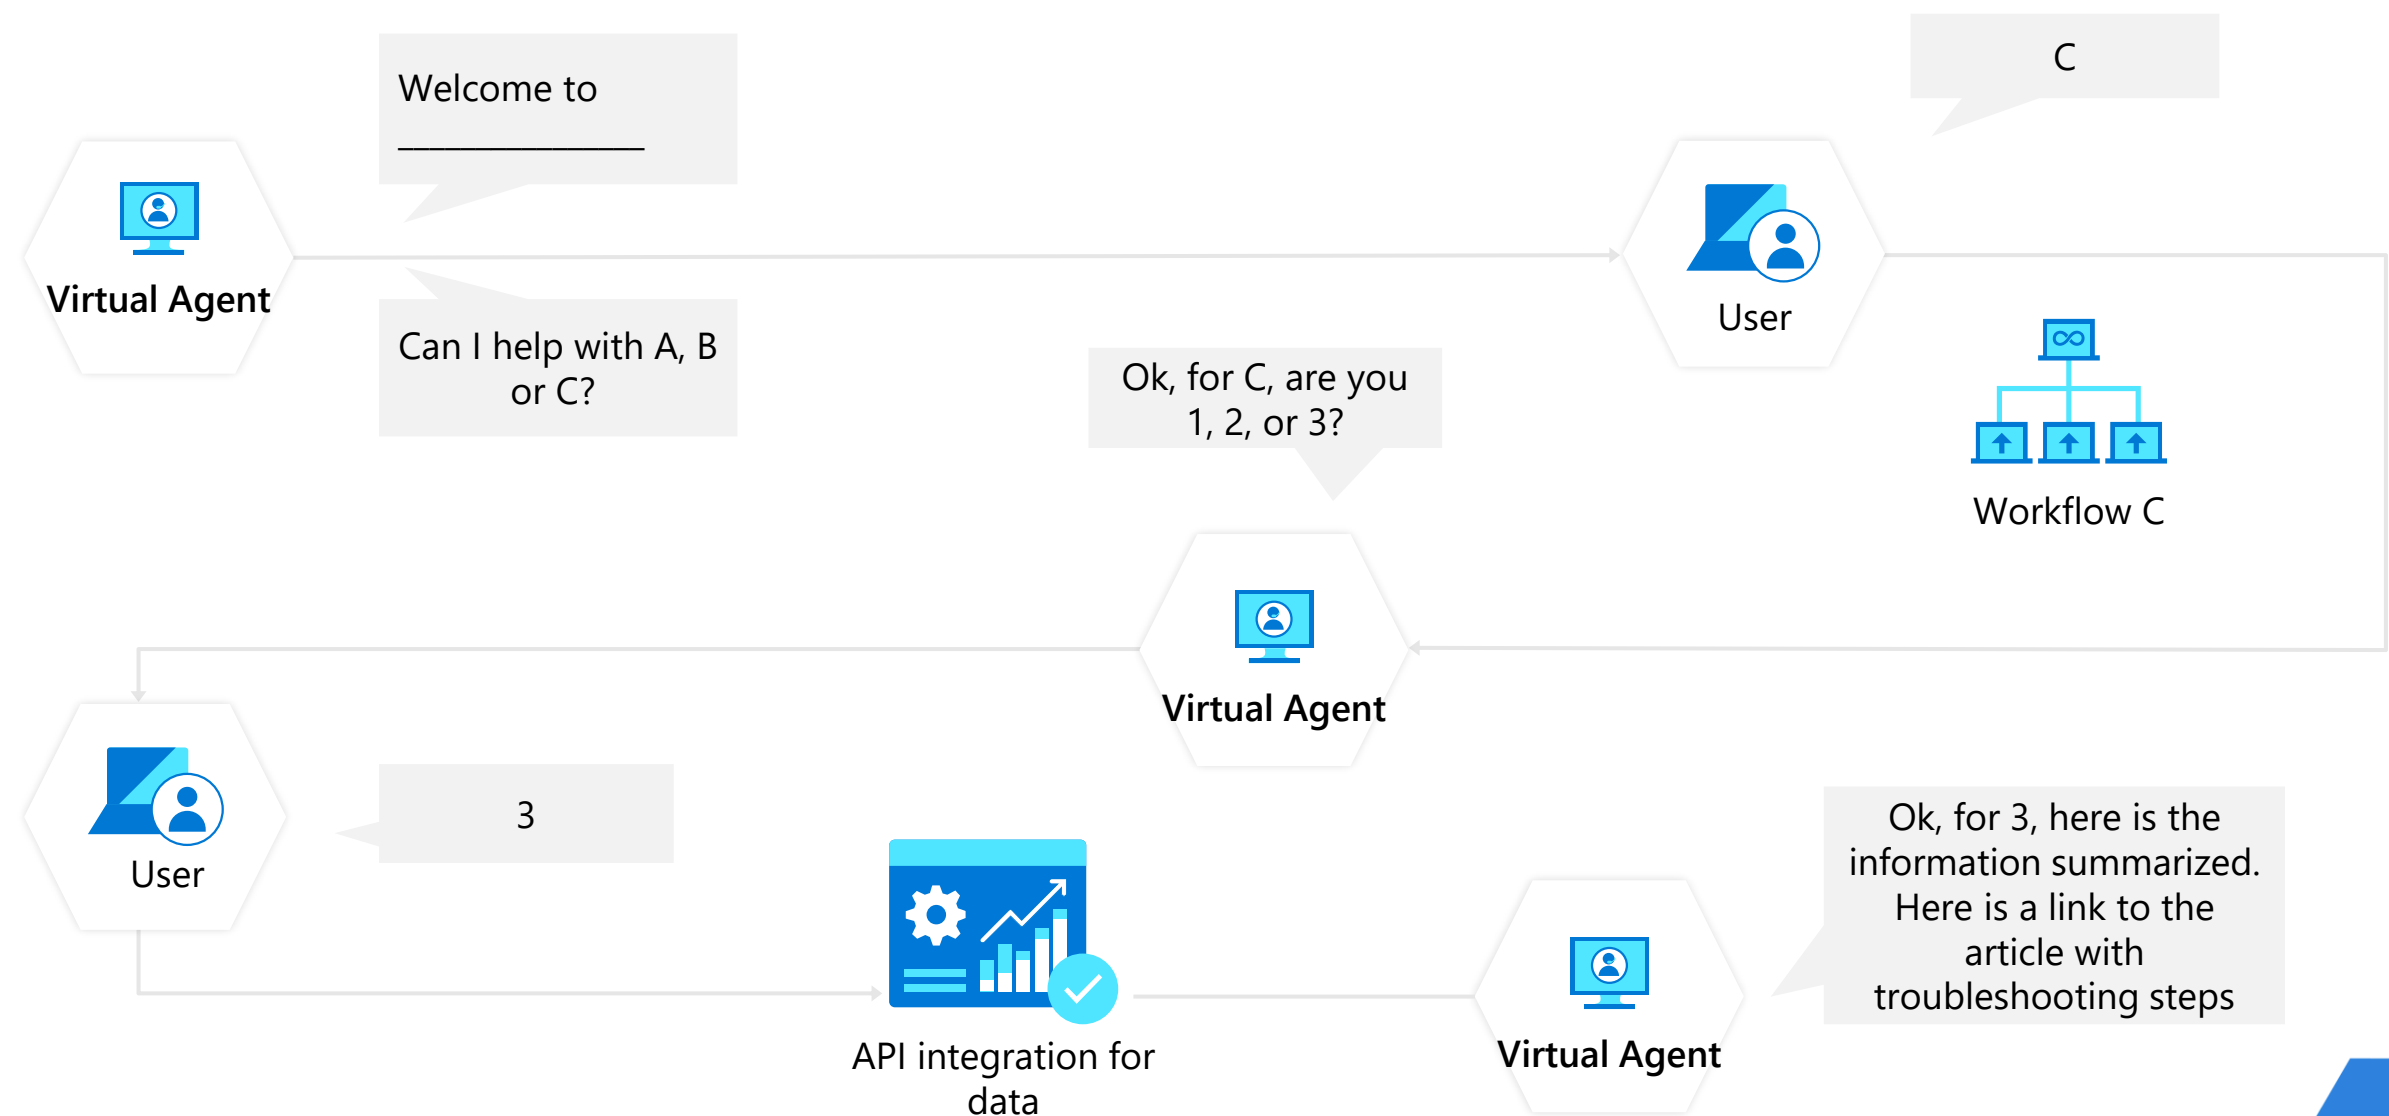 Welcome to
________________
C
Virtual Agent
Can I help with A, B
or C?
User
Ok, for C, are you
1, 2, or 3?
Workflow C
Virtual Agent
User
3
API integration for
data
Virtual Agent
Ok, for 3, here is the
information summarized.
Here is a link to the
article with
troubleshooting steps